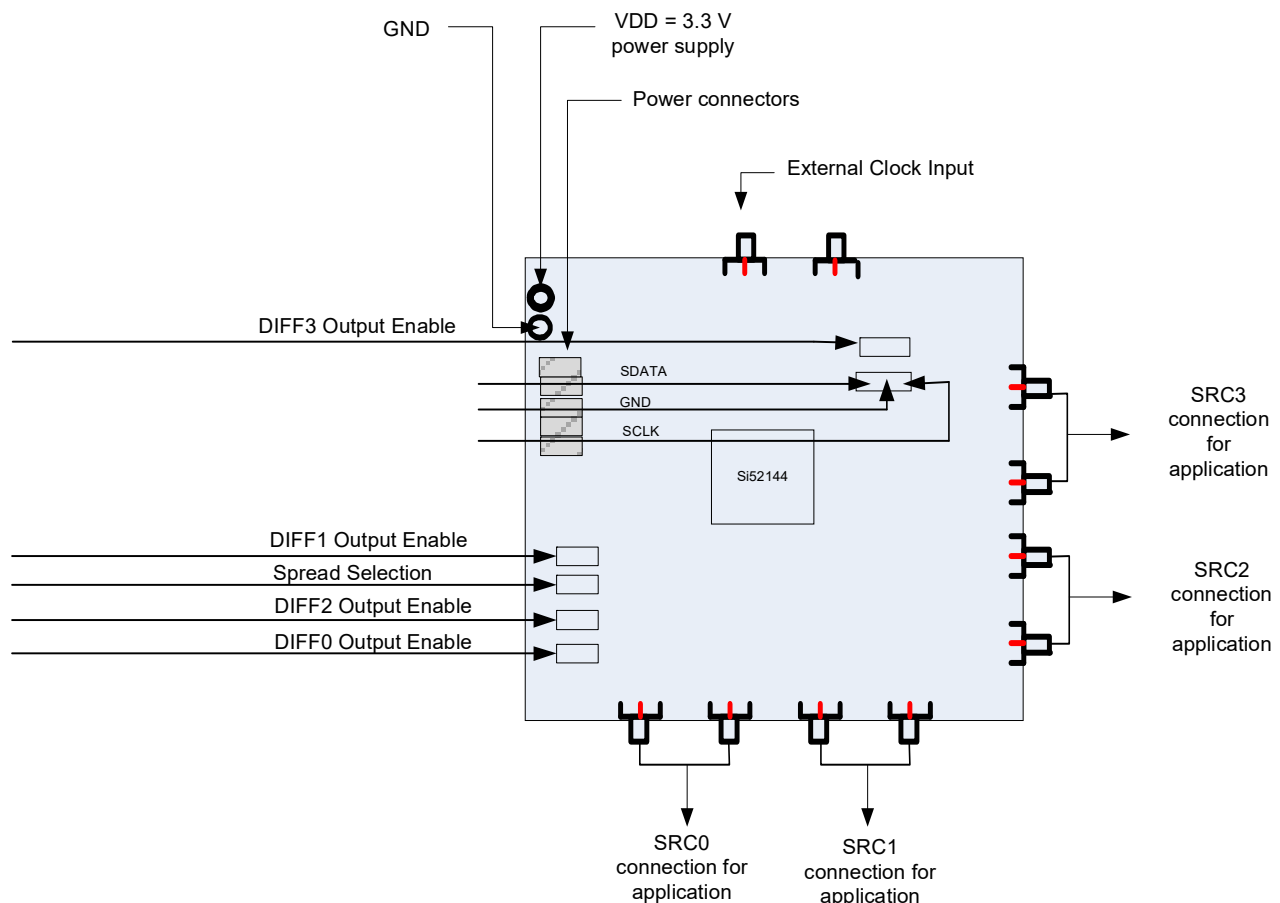 GND
VDD = 3.3 V
power supply
Power connectors
External Clock Input
DIFF3 Output Enable
SDATA
GND
SCLK
Si52144
SRC3
connection
for
application
DIFF1 Output Enable
Spread Selection
DIFF2 Output Enable
DIFF0 Output Enable
SRC2
connection
for
application
SRC0
connection for
application
SRC1
connection for
application